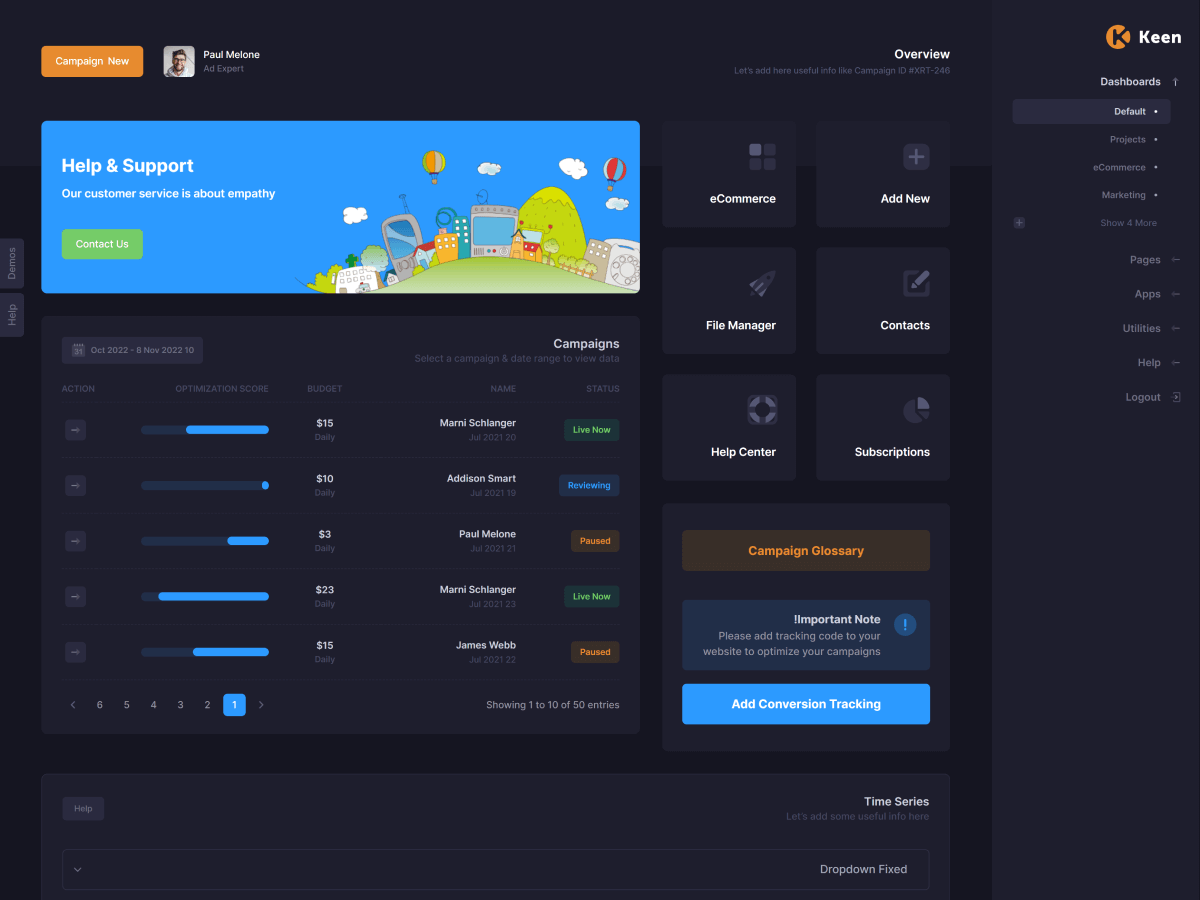 Keen
Dashboards
Default
Projects
eCommerce
Marketing
Show 4 More
Pages
Apps
Utilities
Help
Logout
Overview
Let's add here useful info like Campaign ID #XRT-246
Campaign New
Paul Melone
Ad Expert
Demos
Help
Help & Support
Our customer service is about empathy
Contact Us
eCommerce
Add New
File Manager
Contacts
Help Center
Subscriptions
Campaigns
Select a campaign & date range to view data
31
Oct 2022 - 8 Nov 2022 10
ACTION OPTIMIZATION SCORE BUDGET NAME STATUS
$15 Marni Schlanger Live Now
Daily Jul 2021 20
$10 Addison Smart Reviewing
Daily Jul 2021 19
$3 Paul Melone Paused
Daily Jul 2021 21
$23 Marni Schlanger Live Now
Daily Jul 2021 23
$15 James Webb Paused
Daily Jul 2021 22
6 5 4 3 2 1
Showing 1 to 10 of 50 entries
Campaign Glossary
!Important Note
Please add tracking code to your
website to optimize your campaigns
Add Conversion Tracking
Time Series
Let's add some useful info here
Help
Dropdown Fixed